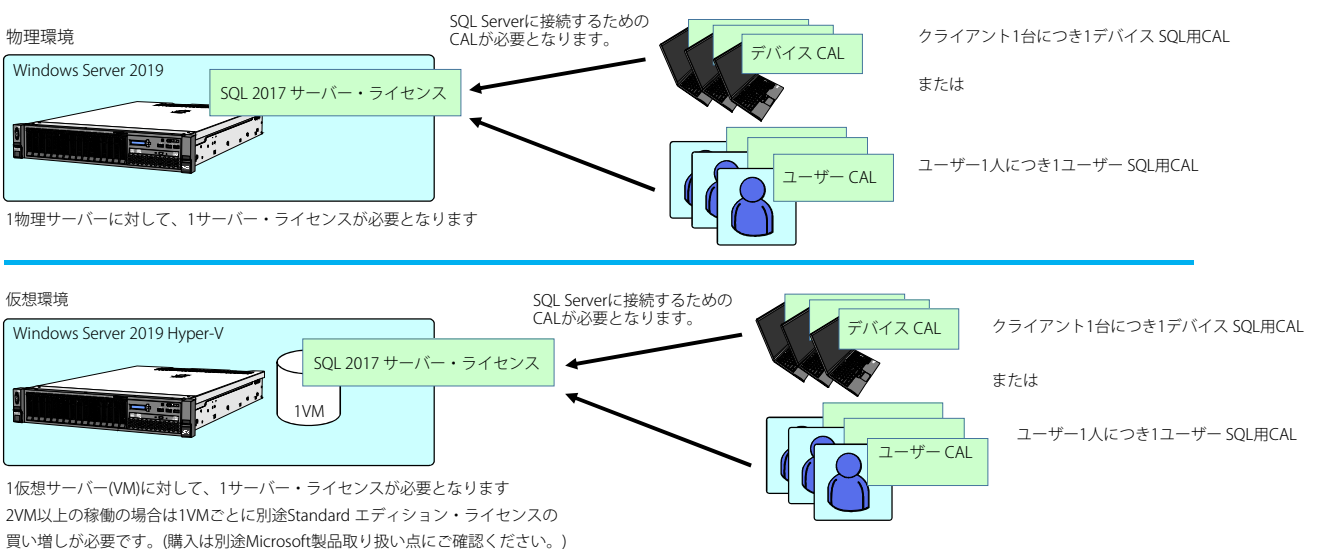 物理環境
SQL Serverに接続するための
CALが必要となります。
Windows Server 2019
SQL 2017 サーバー・ライセンス
デバイス CAL
クライアント1台につき1デバイス SQL用CAL
または
ユーザー CAL
ユーザー1人につき1ユーザー SQL用CAL
1物理サーバーに対して、1サーバー・ライセンスが必要となります
仮想環境
SQL Serverに接続するための
CALが必要となります。
Windows Server 2019 Hyper-V
SQL 2017 サーバー・ライセンス
1VM
デバイス CAL
クライアント1台につき1デバイス SQL用CAL
または
ユーザー CAL
ユーザー1人につき1ユーザー SQL用CAL
1仮想サーバー(VM)に対して、1サーバー・ライセンスが必要となります
2VM以上の稼働の場合は1VMごとに別途Standard エディション・ライセンスの
買い増しが必要です。(購入は別途Microsoft製品取り扱い点にご確認ください。)